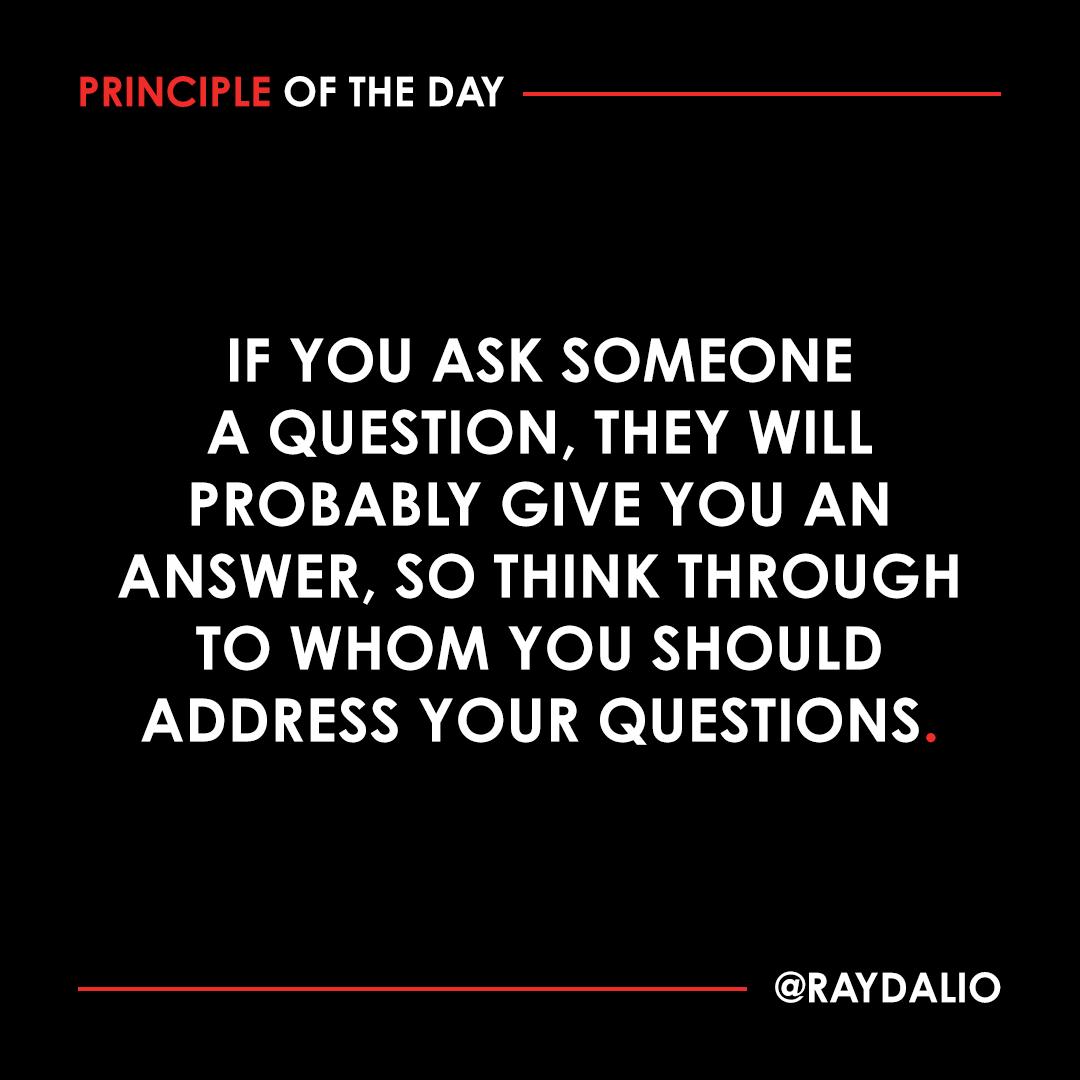 PRINCIPLE OF THE DAY
IF YOU ASK SOMEONE
A QUESTION, THEY WILL
PROBABLY GIVE YOU AN
ANSWER, SO THINK THROUGH
TO WHOM YOU SHOULD
ADDRESS YOUR QUESTIONS.
@RAYDALIO